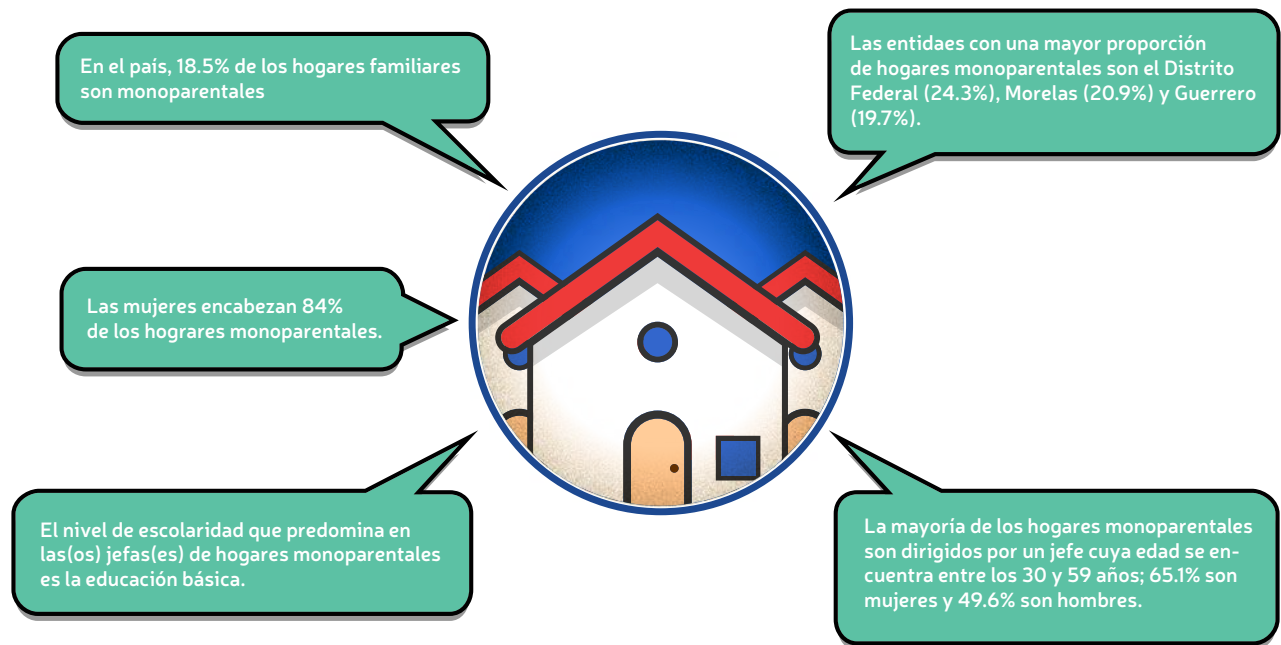 En el país, 18.5% de los hogares familiares
son monoparentales
Las entidaes con una mayor proporción
de hogares monoparentales son el Distrito
Federal (24.3%), Morelas (20.9%) y Guerrero
(19.7%).
Las mujeres encabezan 84%
de los hograres monoparentales.
El nivel de escolaridad que predomina en
las(os) jefas(es) de hogares monoparentales
es la educación básica.
La mayoría de los hogares monoparentales
son dirigidos por un jefe cuya edad se en-
cuentra entre los 30 y 59 años; 65.1% son
mujeres y 49.6% son hombres.